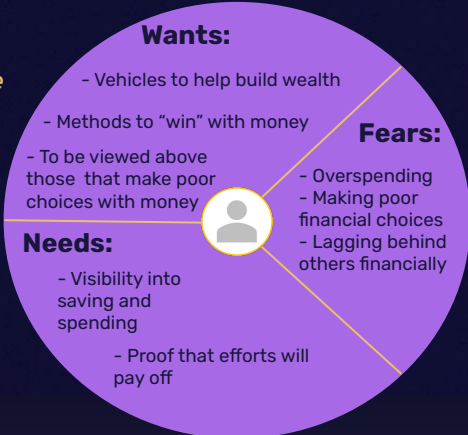 Wants:
- Vehicles to help build wealth
- Methods to “win” with money
- To be viewed above
those that make poor
choices with money
Fears:
- Overspending
- Making poor
financial choices
- Lagging behind
others financially
Needs:
- Visibility into
saving and
spending
- Proof that efforts will
pay off